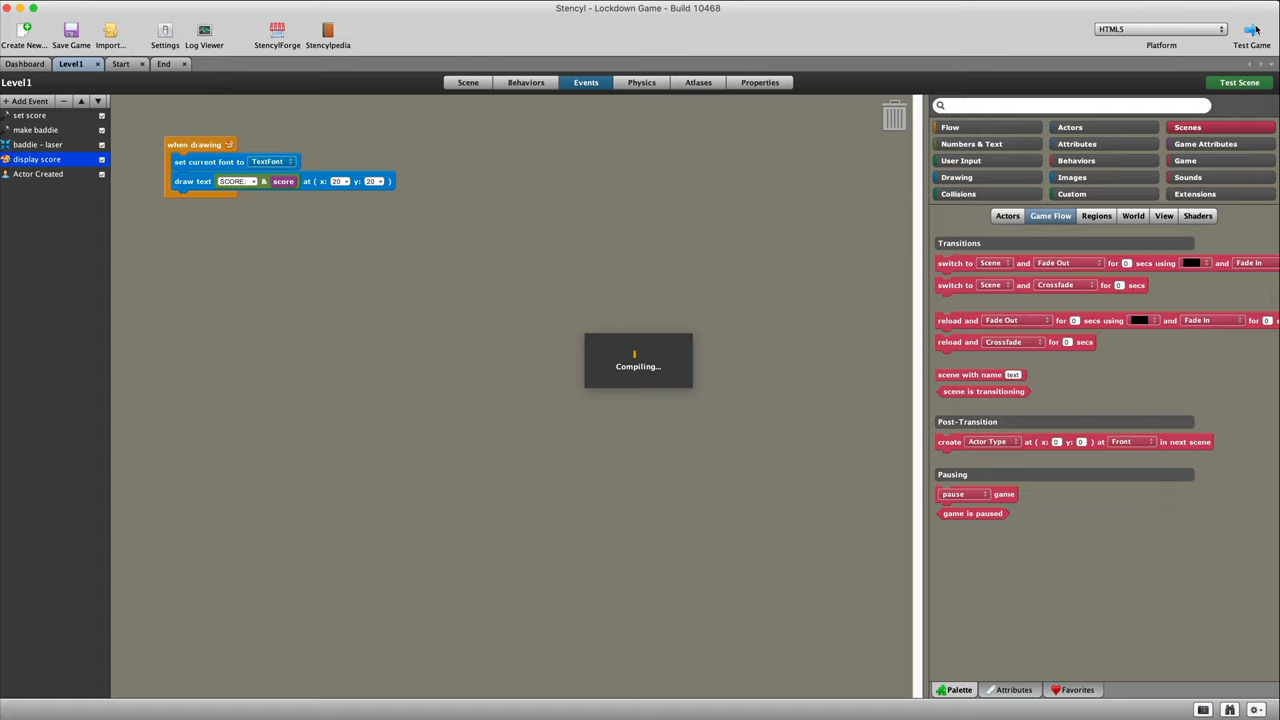 Stencyl - Lockdown Game - Build 10468
Create New... Save Game Import... Settings Log Viewer StencylForge Stencylpedia HTML5 Platform Test Game
Dashboard Level1 × Start × End ×
Level1 Scene Behaviors Events Physics Atlases Properties Test Scene
+ Add Event
set score
make baddie
baddie - laser
display score
Actor Created
when drawing
set current font to TextFont
draw text SCORE: & score at ( x: 20 y: 20 )
Compiling...
Flow Actors Scenes
Numbers & Text Attributes Game Attributes
User Input Behaviors Game
Drawing Images Sounds
Collisions Custom Extensions
Actors Game Flow Regions World View Shaders
Transitions
switch to Scene and Fade Out for 0 secs using and Fade In
switch to Scene and Crossfade for 0 secs
reload and Fade Out for 0 secs using and Fade In for 0 s
reload and Crossfade for 0 secs
scene with name text
scene is transitioning
Post-Transition
create Actor Type at ( x: 0 y: 0 ) at Front in next scene
Pausing
pause game
game is paused
Palette Attributes Favorites